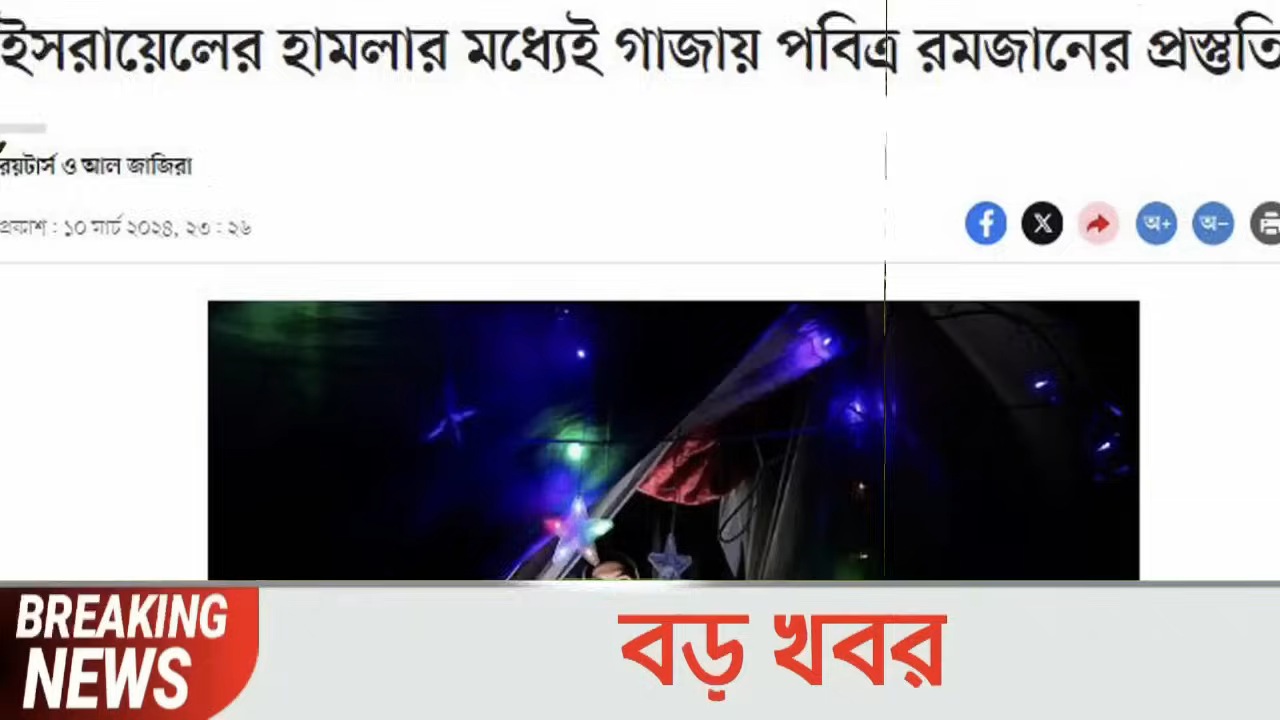 ইসরায়েলের হামলার মধ্যেই গাজায় পবিত্র রমজানের প্রস্তুতি
রয়টার্স ও আল জাজিরা
প্রকাশ : ১০ মার্চ ২০২৪, ২৩ : ২৬
অ+ অ−
BREAKING
NEWS
বড় খবর